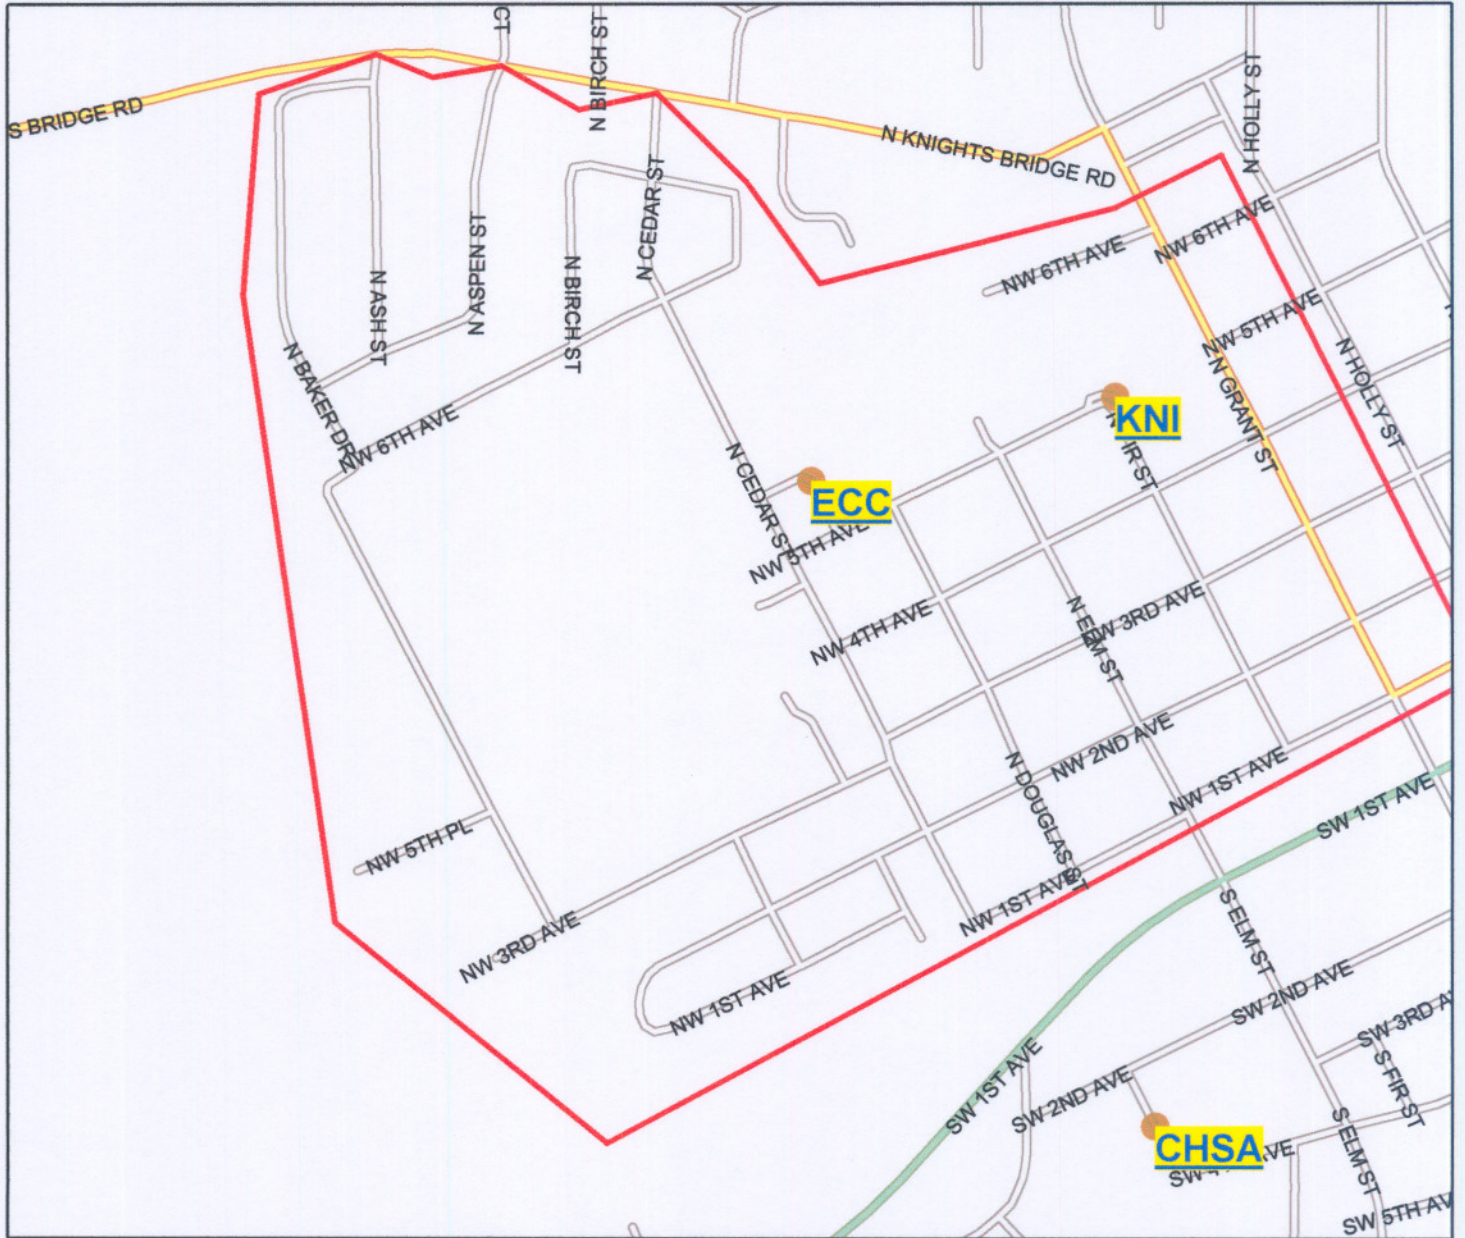 CT
N BIRCH ST
S BRIDGE RD
N KNIGHTS BRIDGE RD
N HOLLY ST
N CEDAR ST
N ASPEN ST
N ASH ST
N BIRCH ST
NW 6TH AVE
NW 6TH AVE
NW 5TH AVE
N BAKER DR
NW 6TH AVE
N GRANT ST
N HOLLY ST
KNI
N CEDAR ST
ECC
NW 5TH AVE
NW 4TH AVE
N ELM ST
NW 3RD AVE
NW 2ND AVE
N DOUGLAS ST
NW 1ST AVE
NW 5TH PL
SW 1ST AVE
NW 1ST AVE
NW 3RD AVE
S ELM ST
NW 1ST AVE
SW 2ND AVE
SW 3RD
SW 1ST AVE
SW 2ND AVE
S FIR ST
CHSA
S ELM ST
SW 5TH AV